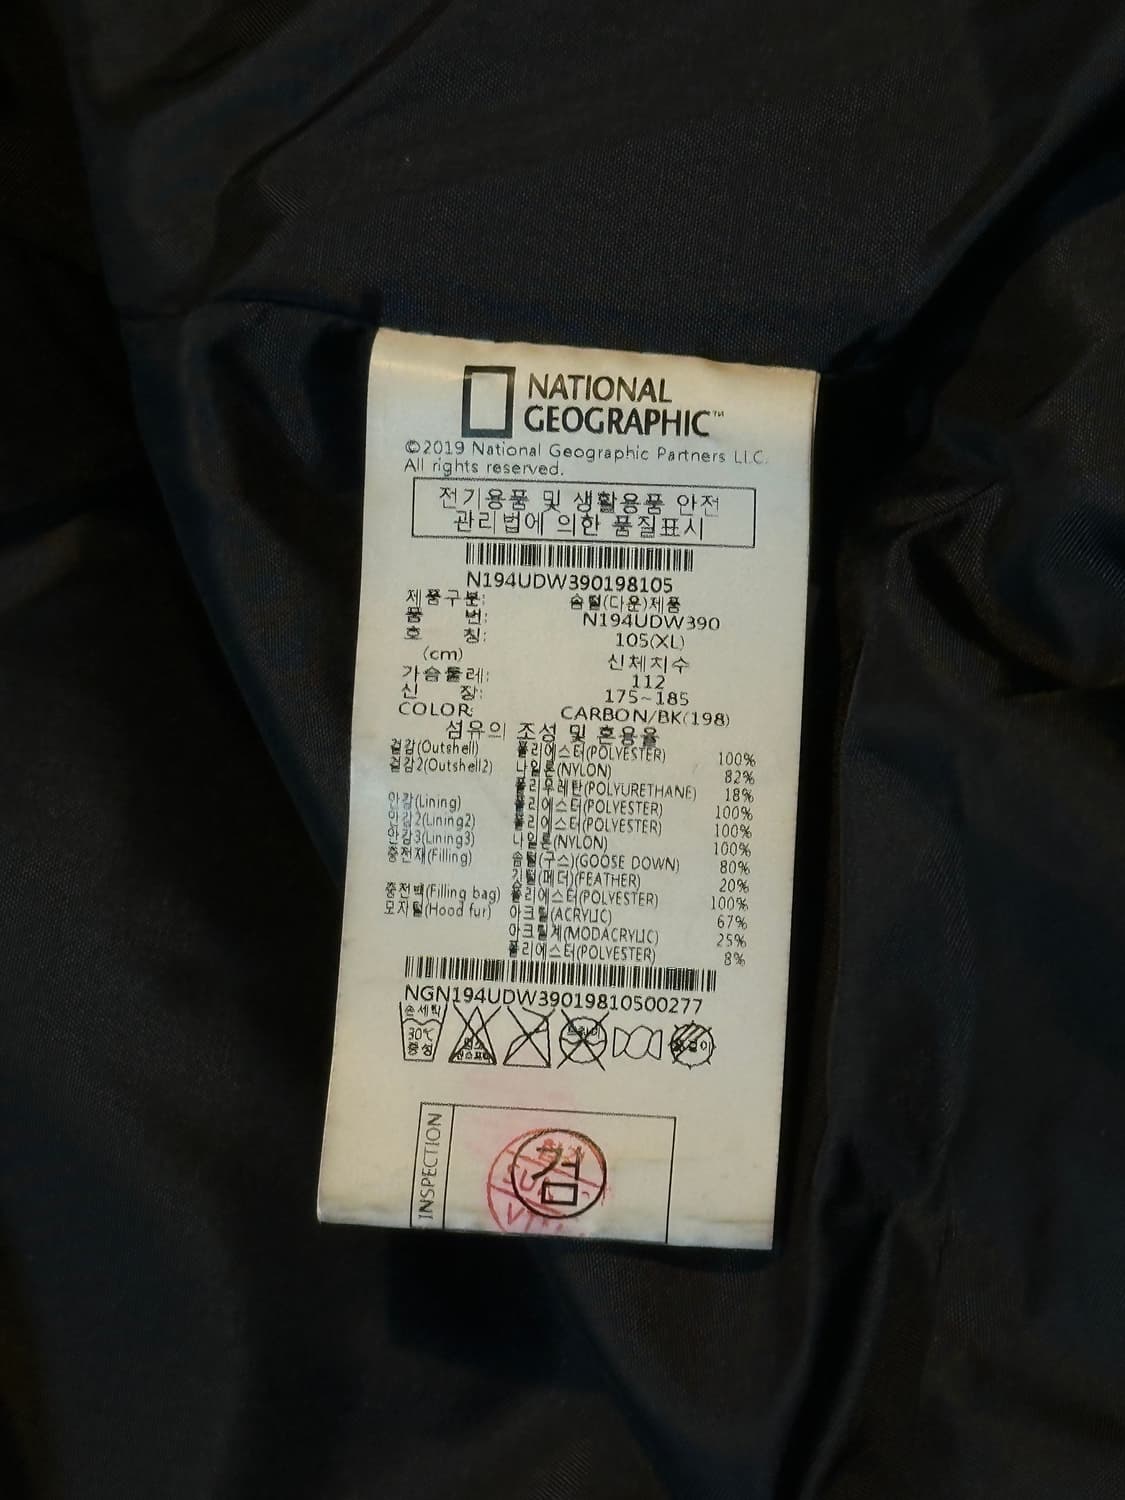 NATIONAL
GEOGRAPHIC™
©2019 National Geographic Partners LLC.
All rights reserved.
전기용품 및 생활용품 안전
관리법에 의한 품질표시
N194UDW390198105
제품구분: 솜털(다운)제품
품 번: N194UDW390
호 칭: 105(XL)
(cm) 신체치수
가슴둘레: 112
신 장: 175~185
COLOR: CARBON/BK(198)
섬유의 조성 및 혼용율
겉감(Outshell) 폴리에스터(POLYESTER) 100%
겉감2(Outshell2) 나일론(NYLON) 82%
폴리우레탄(POLYURETHANE) 18%
안감(Lining) 폴리에스터(POLYESTER) 100%
안감2(Lining2) 폴리에스터(POLYESTER) 100%
안감3(Lining3) 나일론(NYLON) 100%
충전재(Filling) 솜털(구스)(GOOSE DOWN) 80%
깃털(페더)(FEATHER) 20%
충전백(Filling bag) 폴리에스터(POLYESTER) 100%
모자털(Hood fur) 아크릴(ACRYLIC) 67%
아크릴계(MODACRYLIC) 25%
폴리에스터(POLYESTER) 8%
NGN194UDW39019810500277
손세탁
30℃
중성
드라이
INSPECTION
검